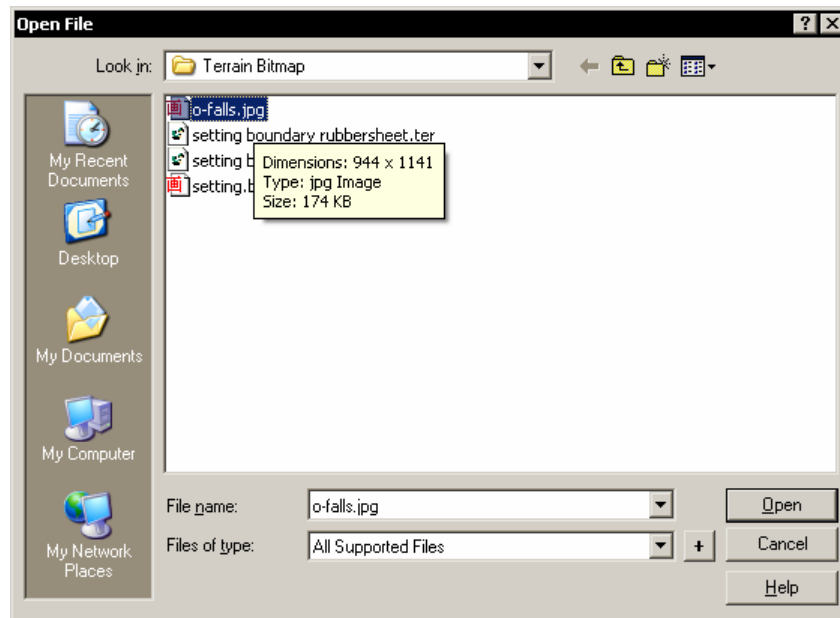 Open File
Look in:
Terrain Bitmap
My Recent
Documents
Desktop
My Documents
My Computer
My Network
Places
o-falls.jpg
setting boundary rubbersheet.ter
setting b
setting.b
Dimensions: 944 x 1141
Type: jpg Image
Size: 174 KB
File name:
o-falls.jpg
Open
Files of type:
All Supported Files
+
Cancel
Help